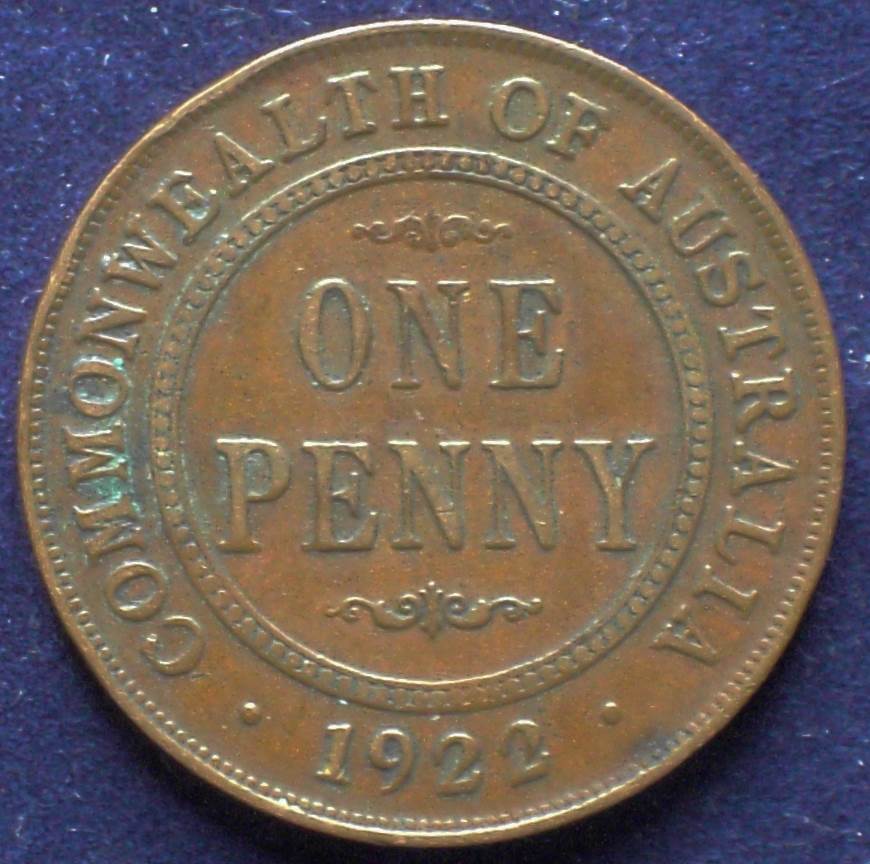 COMMONWEALTH OF AUSTRALIA
ONE
PENNY
· 1922 ·